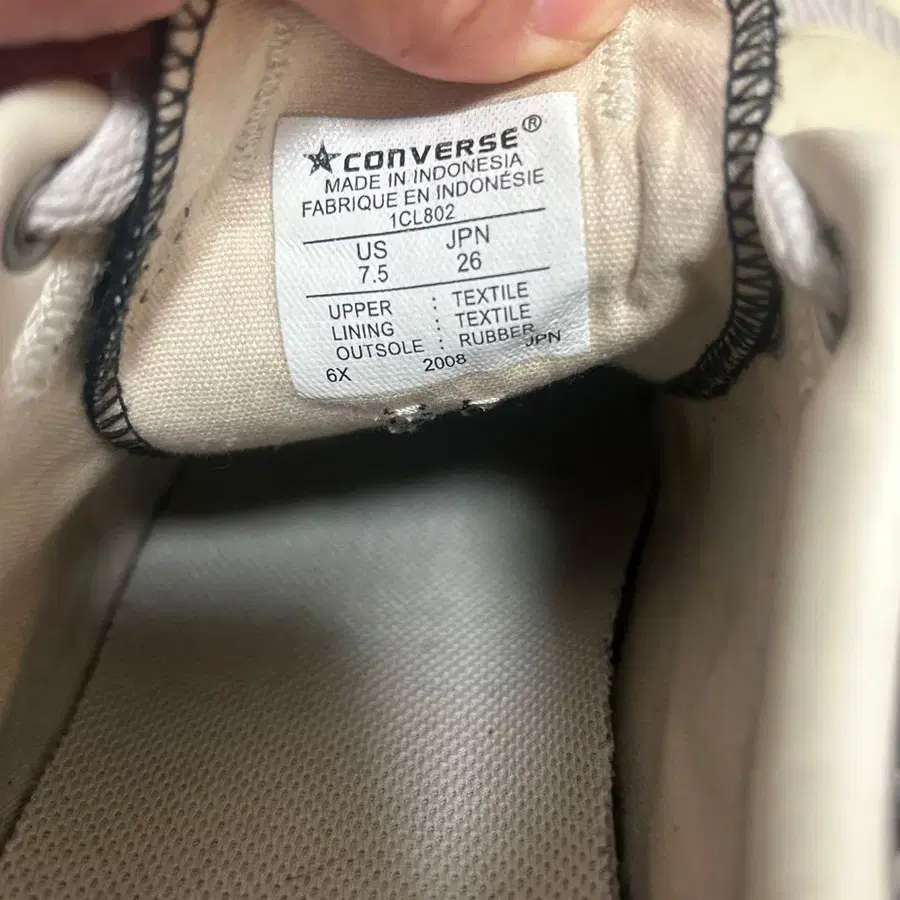 CONVERSE®
MADE IN INDONESIA
FABRIQUE EN INDONÉSIE
1CL802
US JPN
7.5 26
UPPER : TEXTILE
LINING : TEXTILE
OUTSOLE : RUBBER
6X 2008 JPN